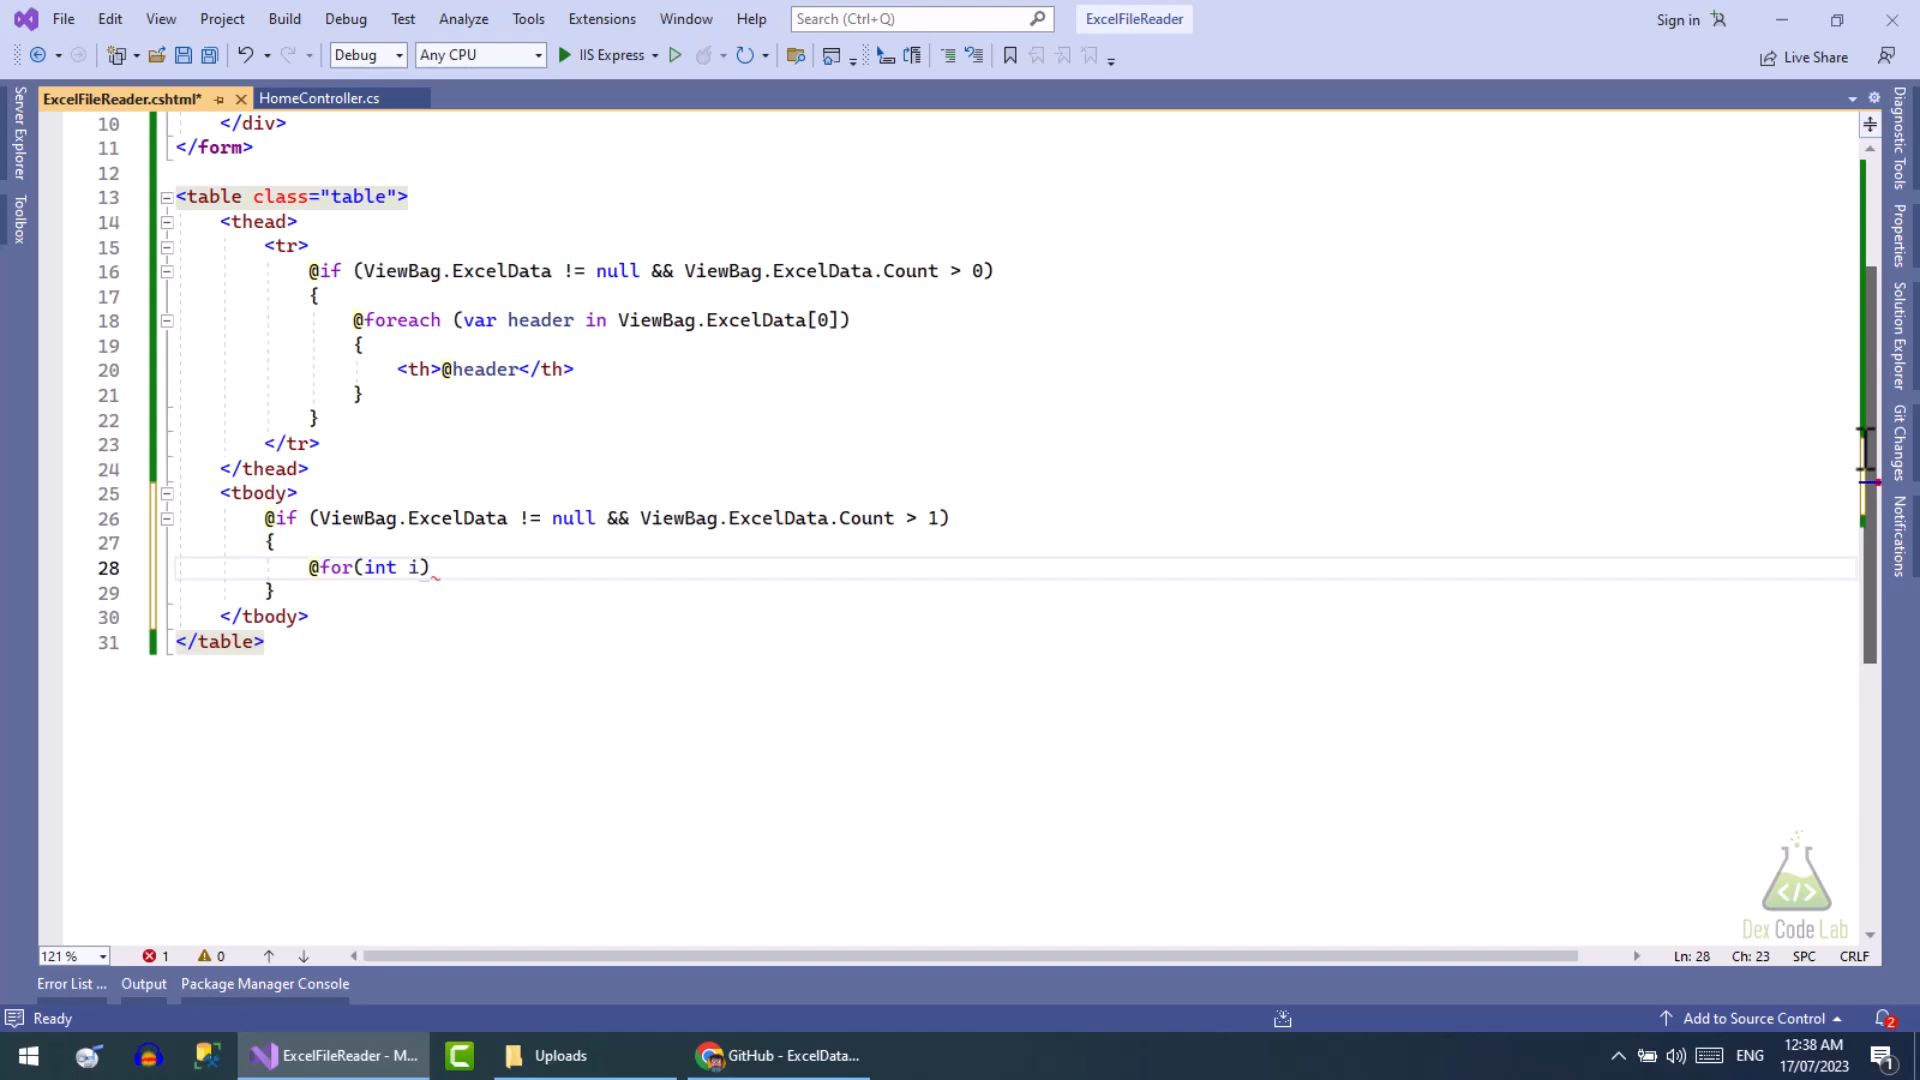 File Edit View Project Build Debug Test Analyze Tools Extensions Window Help Search (Ctrl+Q) ExcelFileReader Sign in
Debug Any CPU IIS Express Live Share
ExcelFileReader.cshtml* HomeController.cs
Server Explorer
Toolbox
10 </div>
11 </form>
12
13 <table class="table">
14 <thead>
15 <tr>
16 @if (ViewBag.ExcelData != null && ViewBag.ExcelData.Count > 0)
17 {
18 @foreach (var header in ViewBag.ExcelData[0])
19 {
20 <th>@header</th>
21 }
22 }
23 </tr>
24 </thead>
25 <tbody>
26 @if (ViewBag.ExcelData != null && ViewBag.ExcelData.Count > 1)
27 {
28 @for(int i)
29 }
30 </tbody>
31 </table>
Diagnostic Tools
Properties
Solution Explorer
Git Changes
Notifications
</>
Dex Code Lab
121 % 1 0 Ln: 28 Ch: 23 SPC CRLF
Error List ... Output Package Manager Console
Ready Add to Source Control 2
ExcelFileReader - M... Uploads GitHub - ExcelData... ENG 12:38 AM
17/07/2023 1